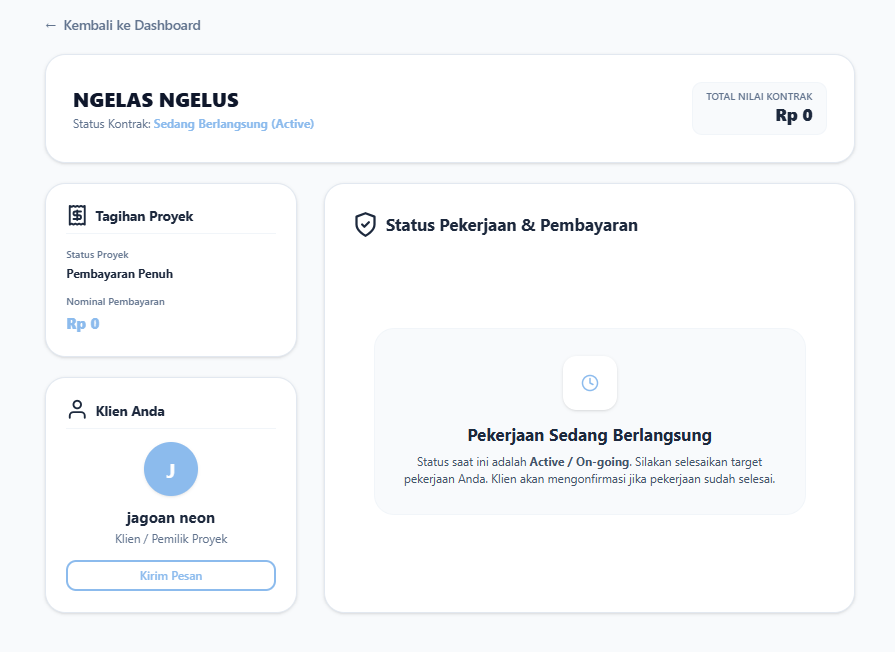 ← Kembali ke Dashboard
NGELAS NGELUS
Status Kontrak: Sedang Berlangsung (Active)
TOTAL NILAI KONTRAK
Rp 0
Tagihan Proyek
Status Proyek
Pembayaran Penuh
Nominal Pembayaran
Rp 0
Klien Anda
J
jagoan neon
Klien / Pemilik Proyek
Kirim Pesan
Status Pekerjaan & Pembayaran
Pekerjaan Sedang Berlangsung
Status saat ini adalah Active / On-going. Silakan selesaikan target
pekerjaan Anda. Klien akan mengonfirmasi jika pekerjaan sudah selesai.